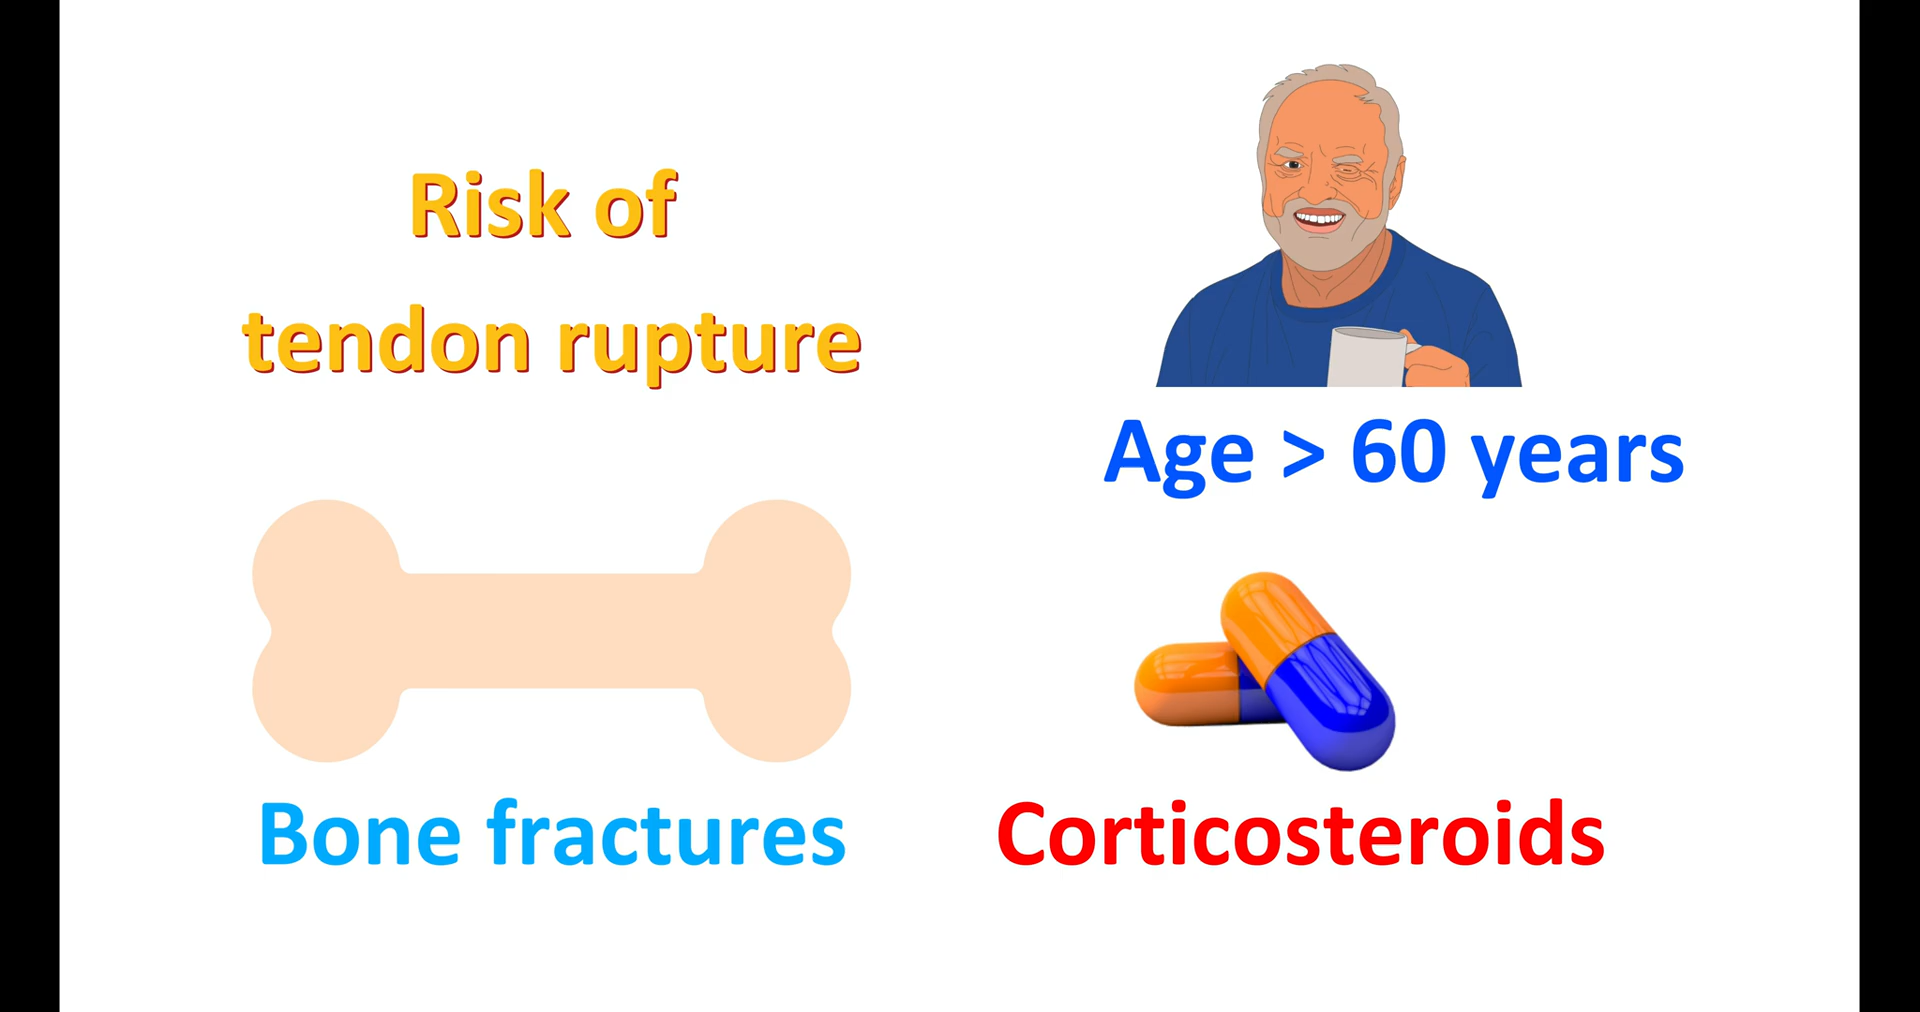 Risk of
tendon rupture
Age > 60 years
Bone fractures
Corticosteroids